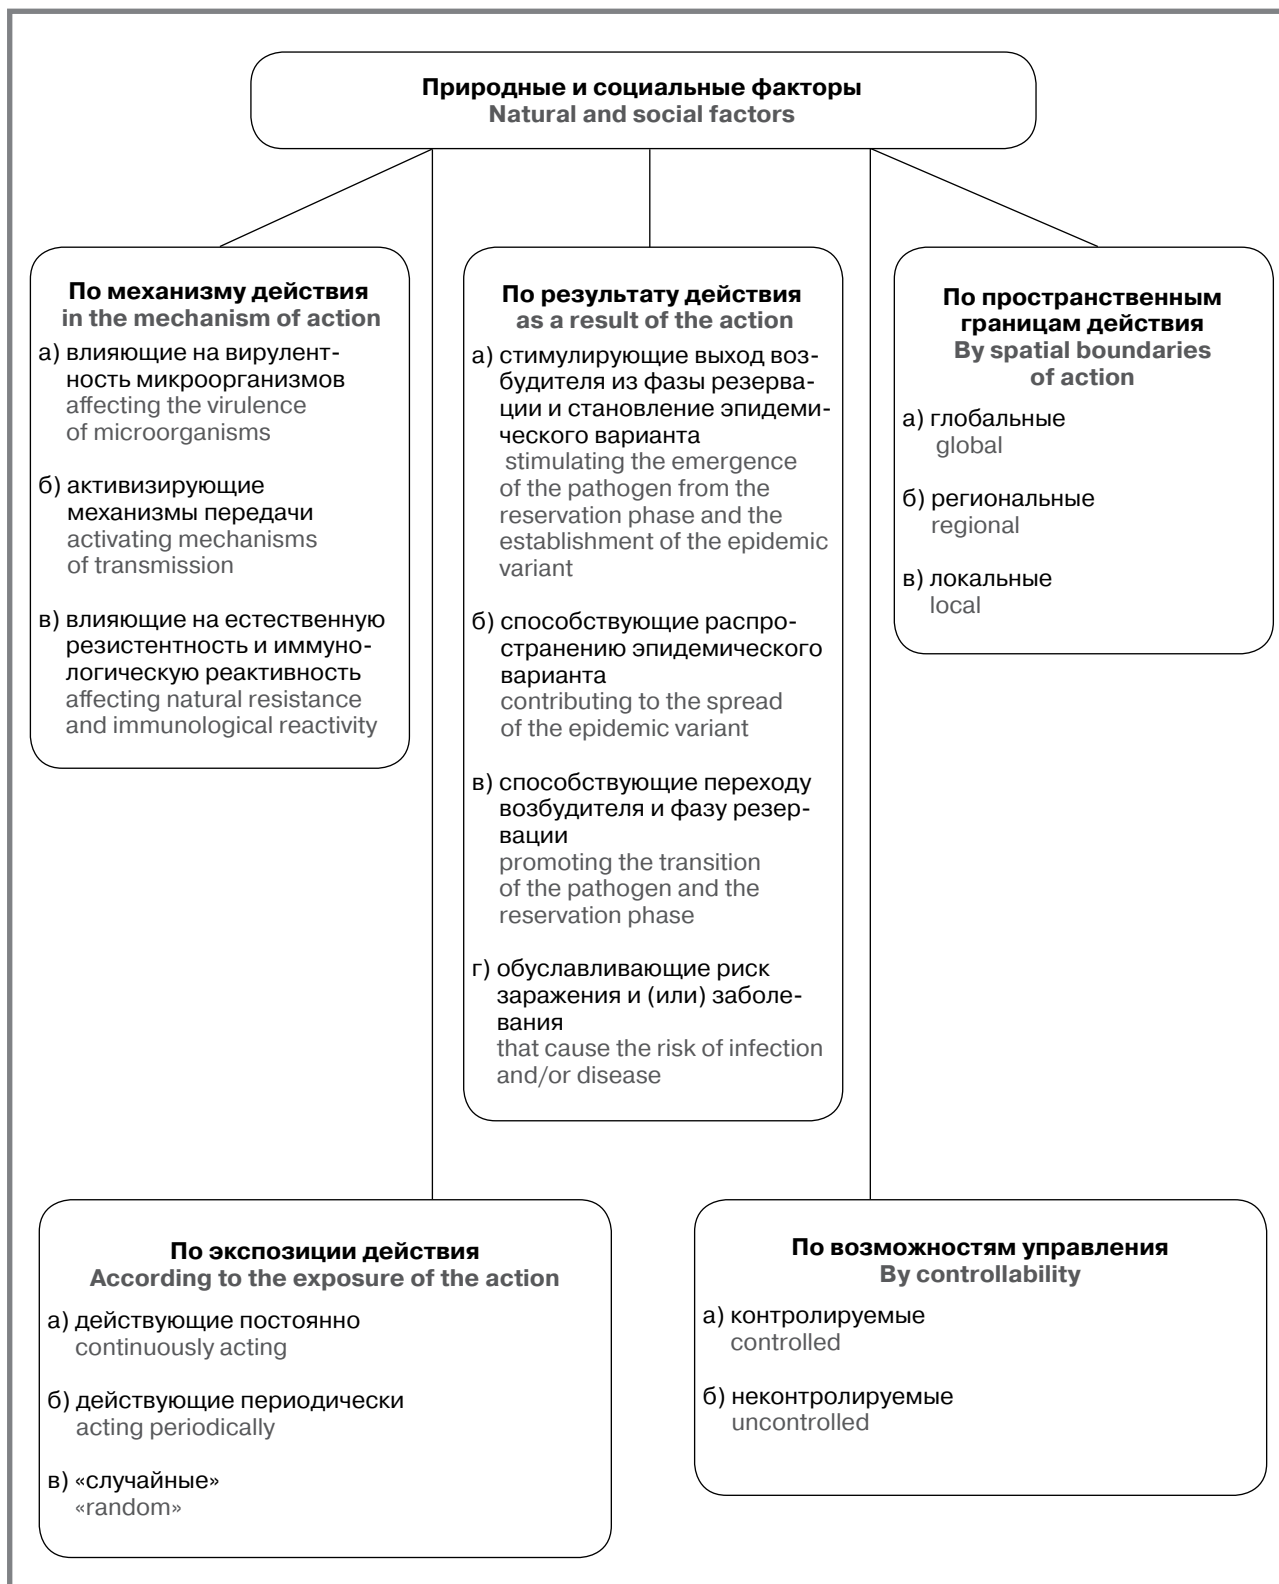 Природные и социальные факторы
Natural and social factors
По механизму действия
in the mechanism of action
а) влияющие на вирулент-
ность микроорганизмов
affecting the virulence
of microorganisms
б) активизирующие
механизмы передачи
activating mechanisms
of transmission
в) влияющие на естественную
резистентность и иммуно-
логическую реактивность
affecting natural resistance
and immunological reactivity
По результату действия
as a result of the action
а) стимулирующие выход воз-
будителя из фазы резерва-
ции и становление эпидеми-
ческого варианта
stimulating the emergence
of the pathogen from the
reservation phase and the
establishment of the epidemic
variant
б) способствующие распро-
странению эпидемического
варианта
contributing to the spread
of the epidemic variant
в) способствующие переходу
возбудителя и фазу резер-
вации
promoting the transition
of the pathogen and the
reservation phase
г) обуславливающие риск
заражения и (или) заболе-
вания
that cause the risk of infection
and/or disease
По пространственным
границам действия
By spatial boundaries
of action
а) глобальные
global
б) региональные
regional
в) локальные
local
По экспозиции действия
According to the exposure of the action
а) действующие постоянно
continuously acting
б) действующие периодически
acting periodically
в) «случайные»
«random»
По возможностям управления
By controllability
а) контролируемые
controlled
б) неконтролируемые
uncontrolled